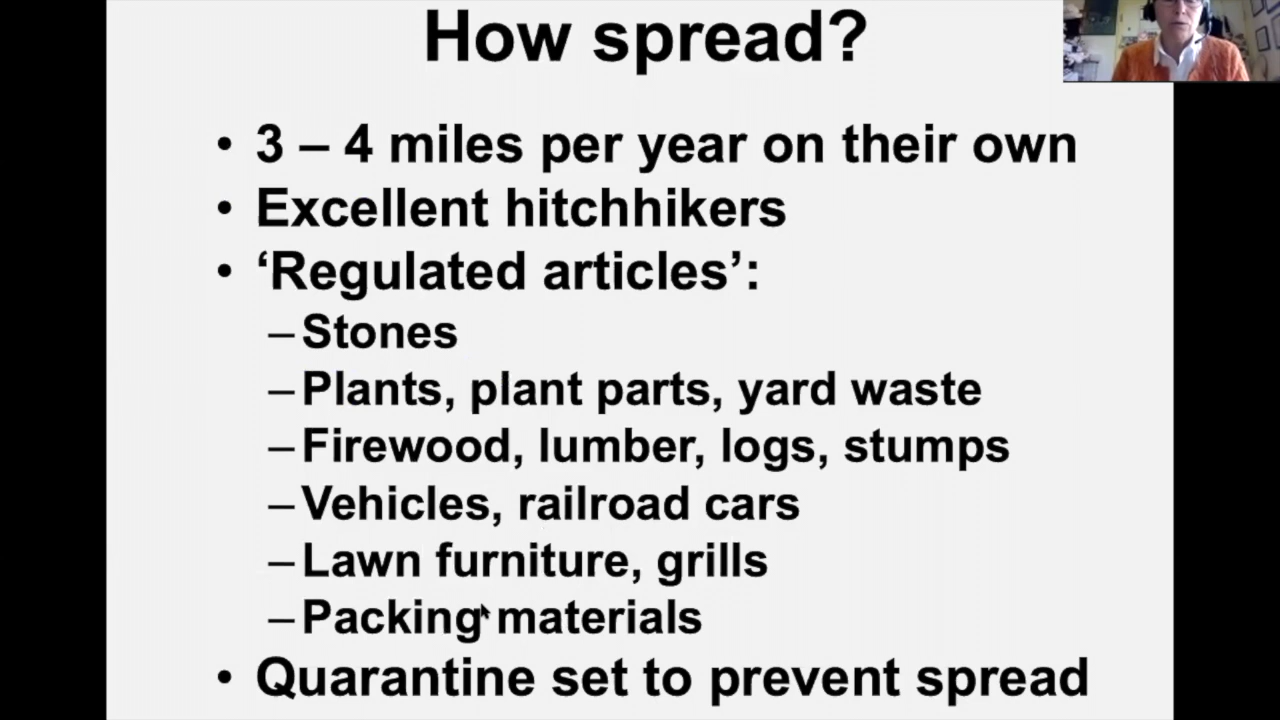 How spread?
• 3 – 4 miles per year on their own
• Excellent hitchhikers
• ‘Regulated articles’:
– Stones
– Plants, plant parts, yard waste
– Firewood, lumber, logs, stumps
– Vehicles, railroad cars
– Lawn furniture, grills
– Packing materials
• Quarantine set to prevent spread